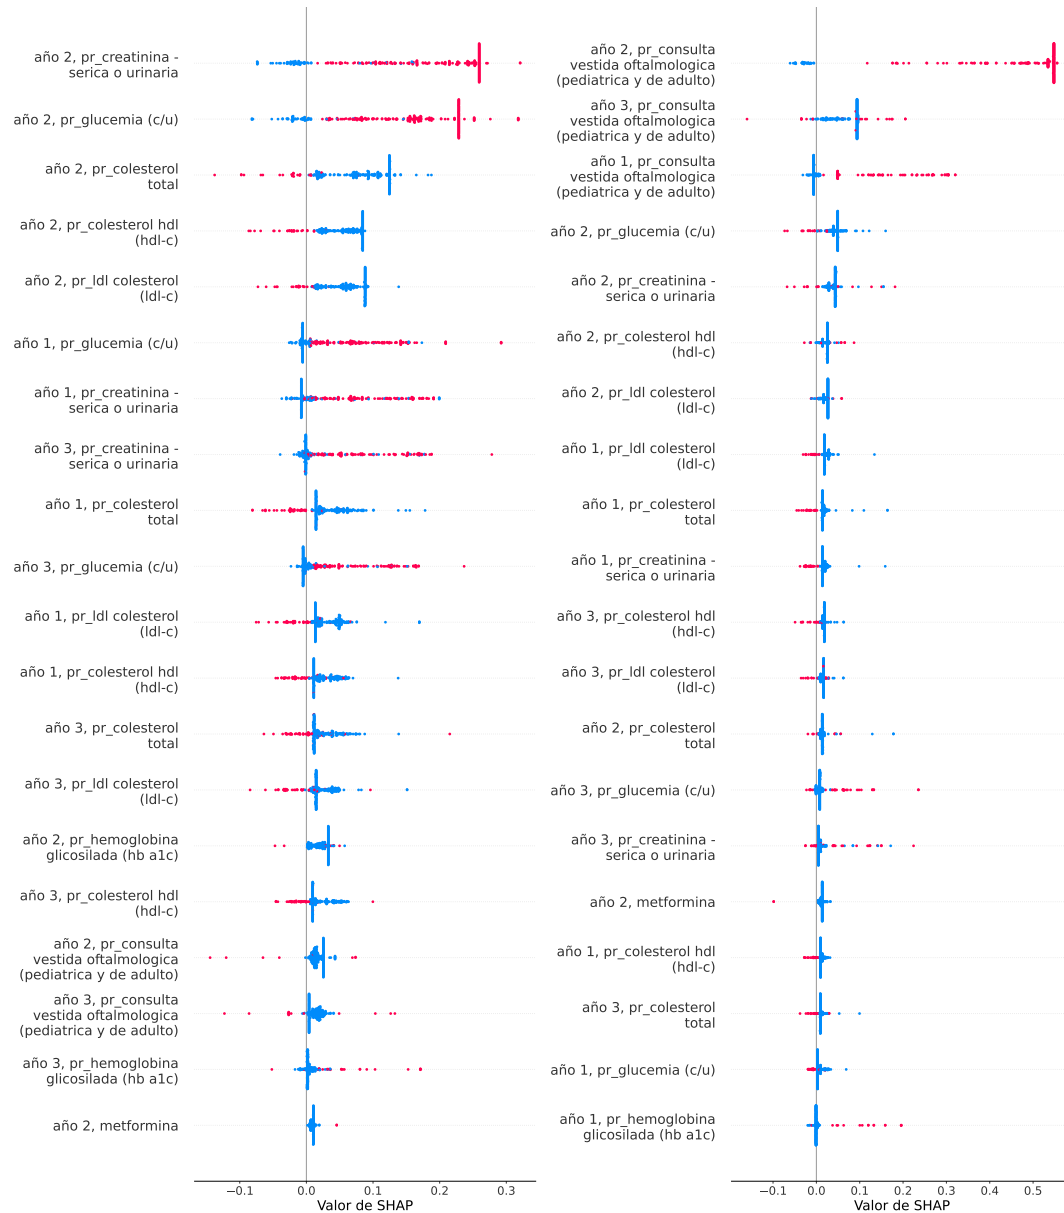 año 2, pr_creatinina -
serica o urinaria
año 2, pr_glucemia (c/u)
año 2, pr_colesterol
total
año 2, pr_colesterol hdl
(hdl-c)
año 2, pr_ldl colesterol
(ldl-c)
año 1, pr_glucemia (c/u)
año 1, pr_creatinina -
serica o urinaria
año 3, pr_creatinina -
serica o urinaria
año 1, pr_colesterol
total
año 3, pr_glucemia (c/u)
año 1, pr_ldl colesterol
(ldl-c)
año 1, pr_colesterol hdl
(hdl-c)
año 3, pr_colesterol
total
año 3, pr_ldl colesterol
(ldl-c)
año 2, pr_hemoglobina
glicosilada (hb a1c)
año 3, pr_colesterol hdl
(hdl-c)
año 2, pr_consulta
vestida oftalmologica
(pediatrica y de adulto)
año 3, pr_consulta
vestida oftalmologica
(pediatrica y de adulto)
año 3, pr_hemoglobina
glicosilada (hb a1c)
año 2, metformina
−0.1 0.0 0.1 0.2 0.3
Valor de SHAP
año 2, pr_consulta
vestida oftalmologica
(pediatrica y de adulto)
año 3, pr_consulta
vestida oftalmologica
(pediatrica y de adulto)
año 1, pr_consulta
vestida oftalmologica
(pediatrica y de adulto)
año 2, pr_glucemia (c/u)
año 2, pr_creatinina -
serica o urinaria
año 2, pr_colesterol hdl
(hdl-c)
año 2, pr_ldl colesterol
(ldl-c)
año 1, pr_ldl colesterol
(ldl-c)
año 1, pr_colesterol
total
año 1, pr_creatinina -
serica o urinaria
año 3, pr_colesterol hdl
(hdl-c)
año 3, pr_ldl colesterol
(ldl-c)
año 2, pr_colesterol
total
año 3, pr_glucemia (c/u)
año 3, pr_creatinina -
serica o urinaria
año 2, metformina
año 1, pr_colesterol hdl
(hdl-c)
año 3, pr_colesterol
total
año 1, pr_glucemia (c/u)
año 1, pr_hemoglobina
glicosilada (hb a1c)
−0.1 0.0 0.1 0.2 0.3 0.4 0.5
Valor de SHAP